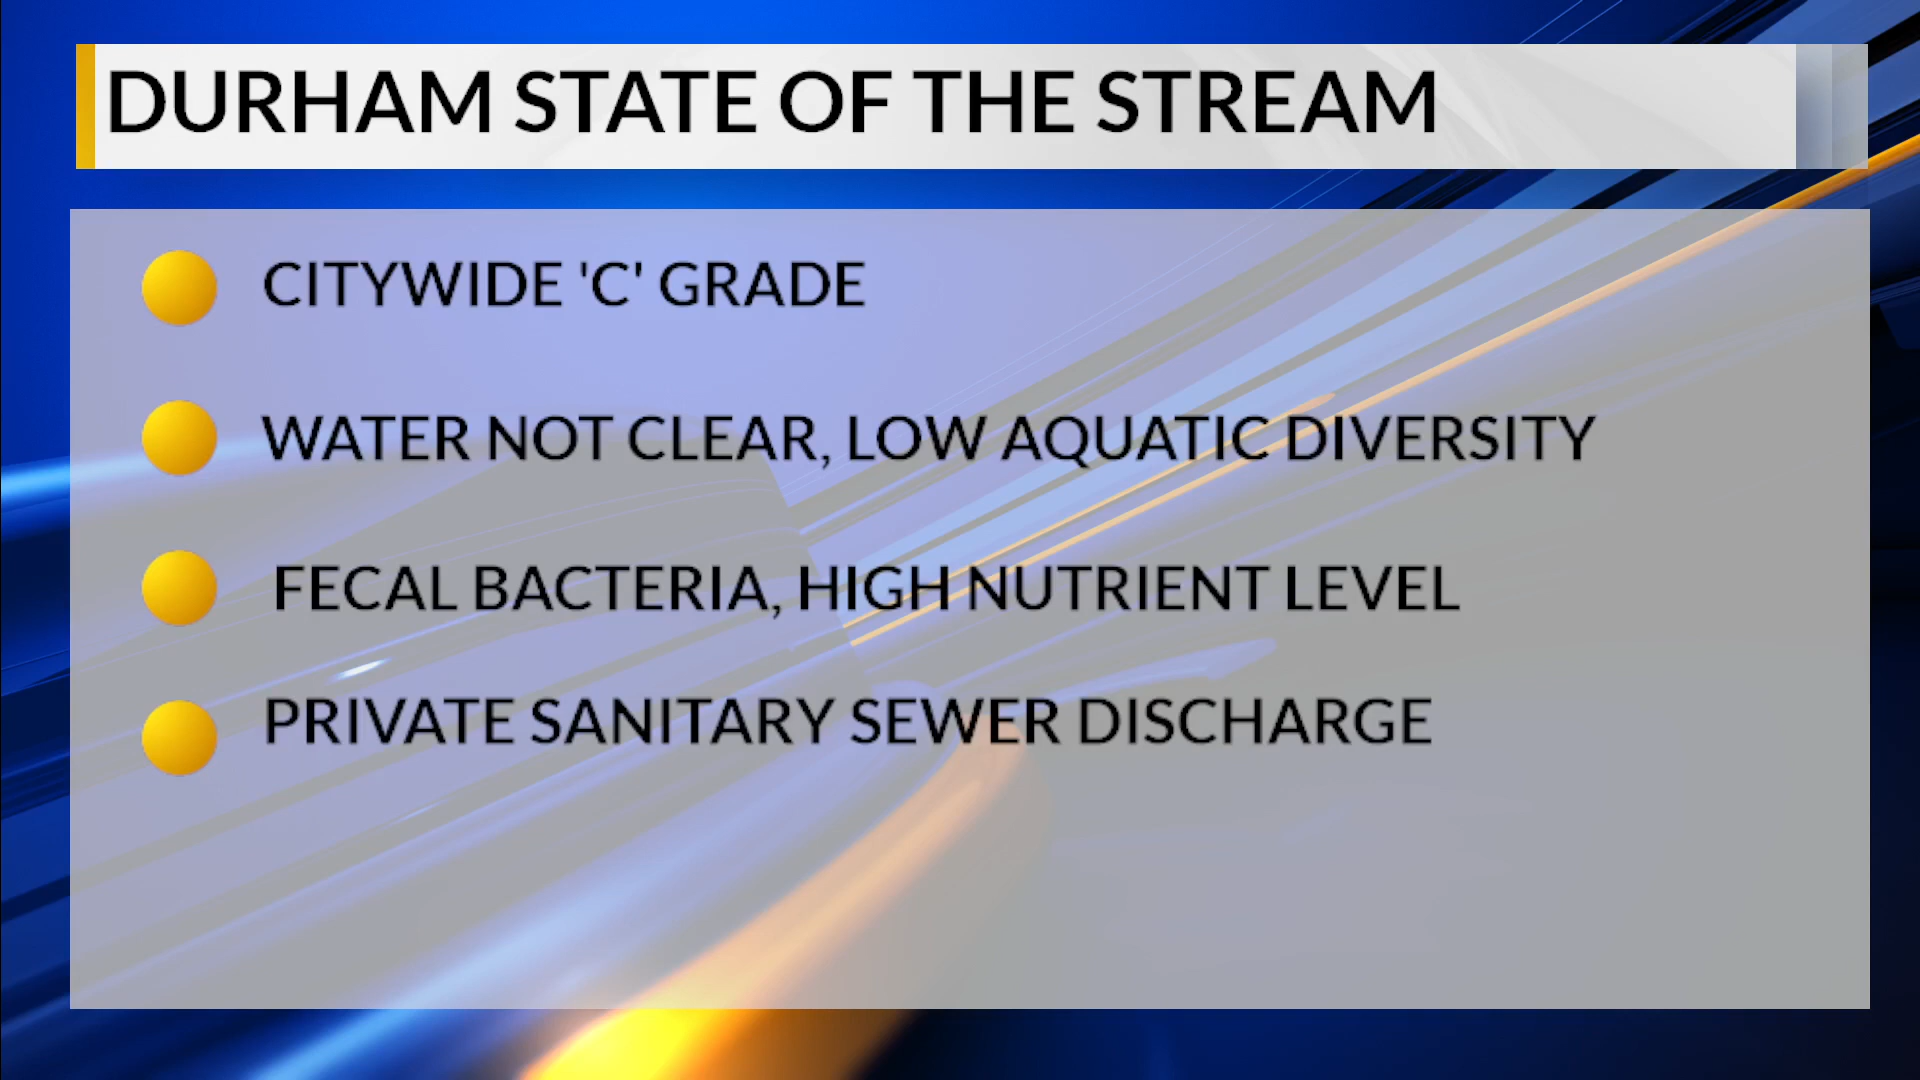 DURHAM STATE OF THE STREAM
CITYWIDE 'C' GRADE
WATER NOT CLEAR, LOW AQUATIC DIVERSITY
FECAL BACTERIA, HIGH NUTRIENT LEVEL
PRIVATE SANITARY SEWER DISCHARGE